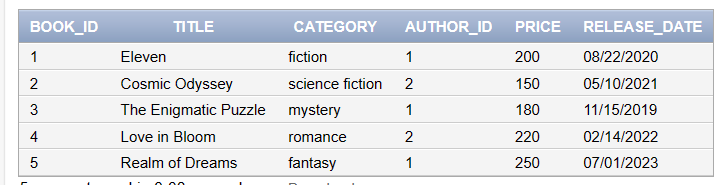 BOOK_ID TITLE CATEGORY AUTHOR_ID PRICE RELEASE_DATE
1 Eleven fiction 1 200 08/22/2020
2 Cosmic Odyssey science fiction 2 150 05/10/2021
3 The Enigmatic Puzzle mystery 1 180 11/15/2019
4 Love in Bloom romance 2 220 02/14/2022
5 Realm of Dreams fantasy 1 250 07/01/2023